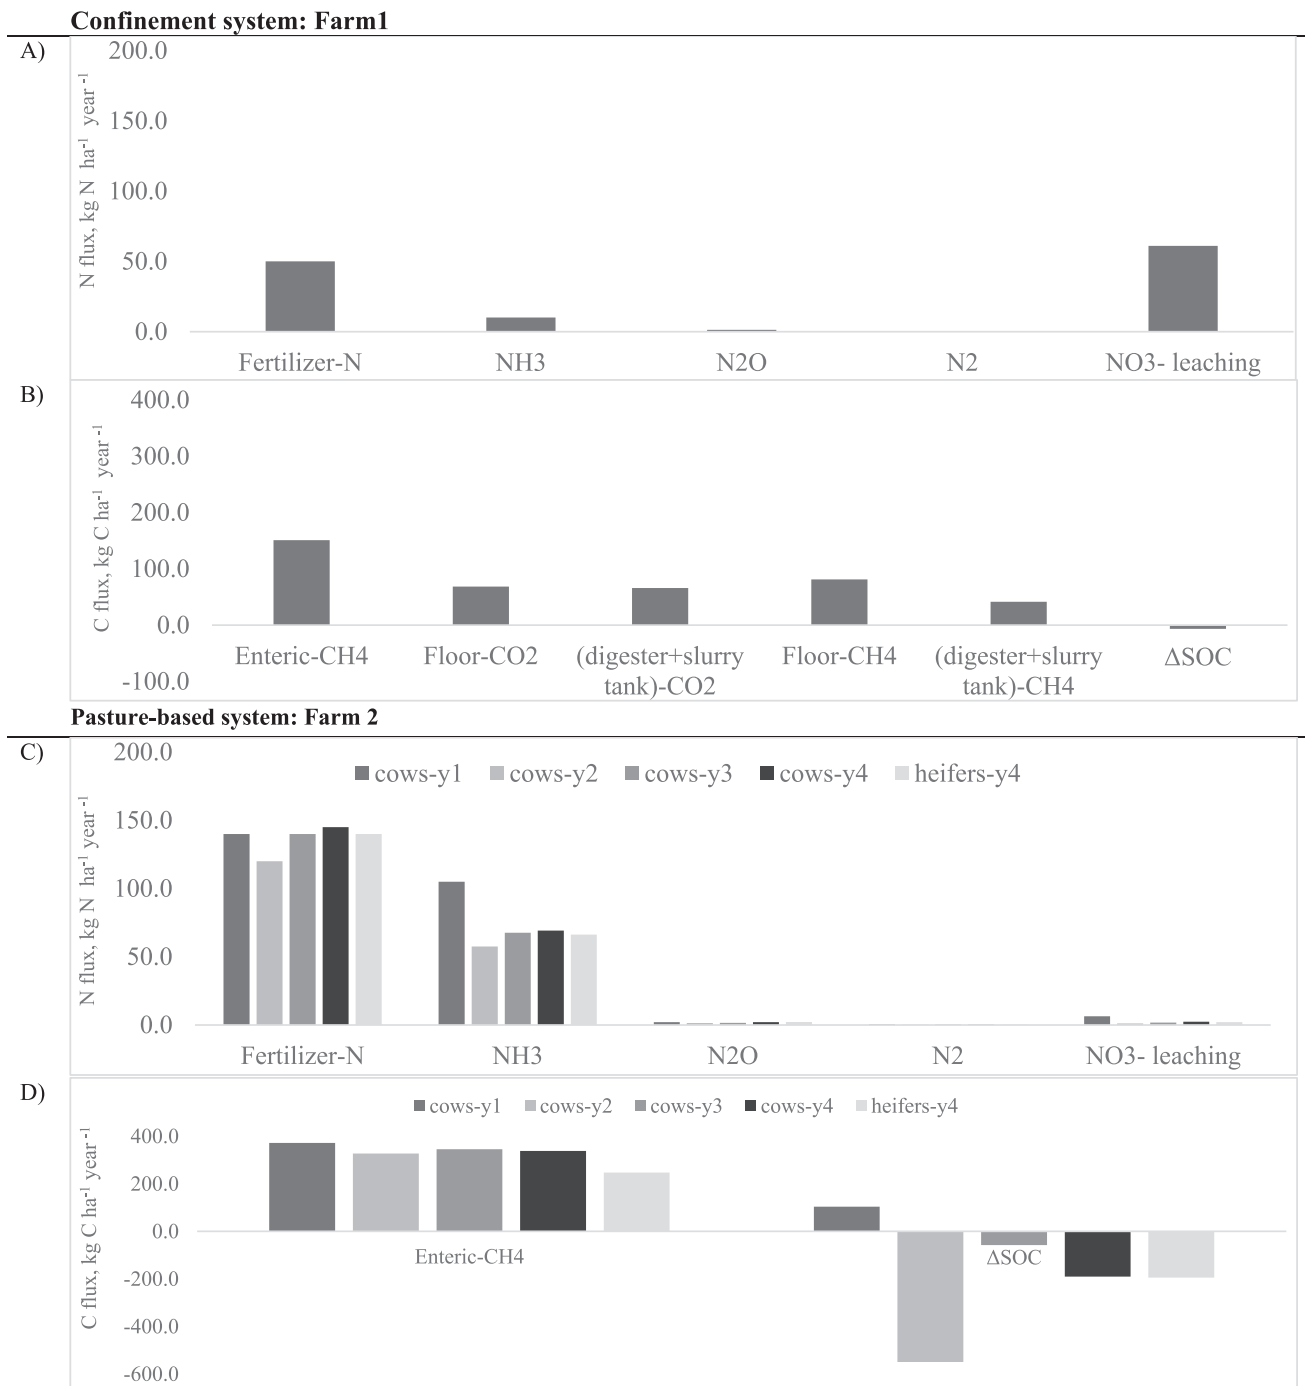 Confinement system: Farm1
A)
N flux, kg N ha-1 year-1
200.0
150.0
100.0
50.0
0.0
Fertilizer-N NH3 N2O N2 NO3- leaching
B)
C flux, kg C ha-1 year-1
400.0
300.0
200.0
100.0
0.0
-100.0
Enteric-CH4 Floor-CO2 (digester+slurry Floor-CH4 (digester+slurry ΔSOC
tank)-CO2 tank)-CH4
Pasture-based system: Farm 2
C)
N flux, kg N ha-1 year-1
200.0
cows-y1 cows-y2 cows-y3 cows-y4 heifers-y4
150.0
100.0
50.0
0.0
Fertilizer-N NH3 N2O N2 NO3- leaching
D)
C flux, kg C ha-1 year-1
cows-y1 cows-y2 cows-y3 cows-y4 heifers-y4
400.0
200.0
0.0
Enteric-CH4 ΔSOC
-200.0
-400.0
-600.0